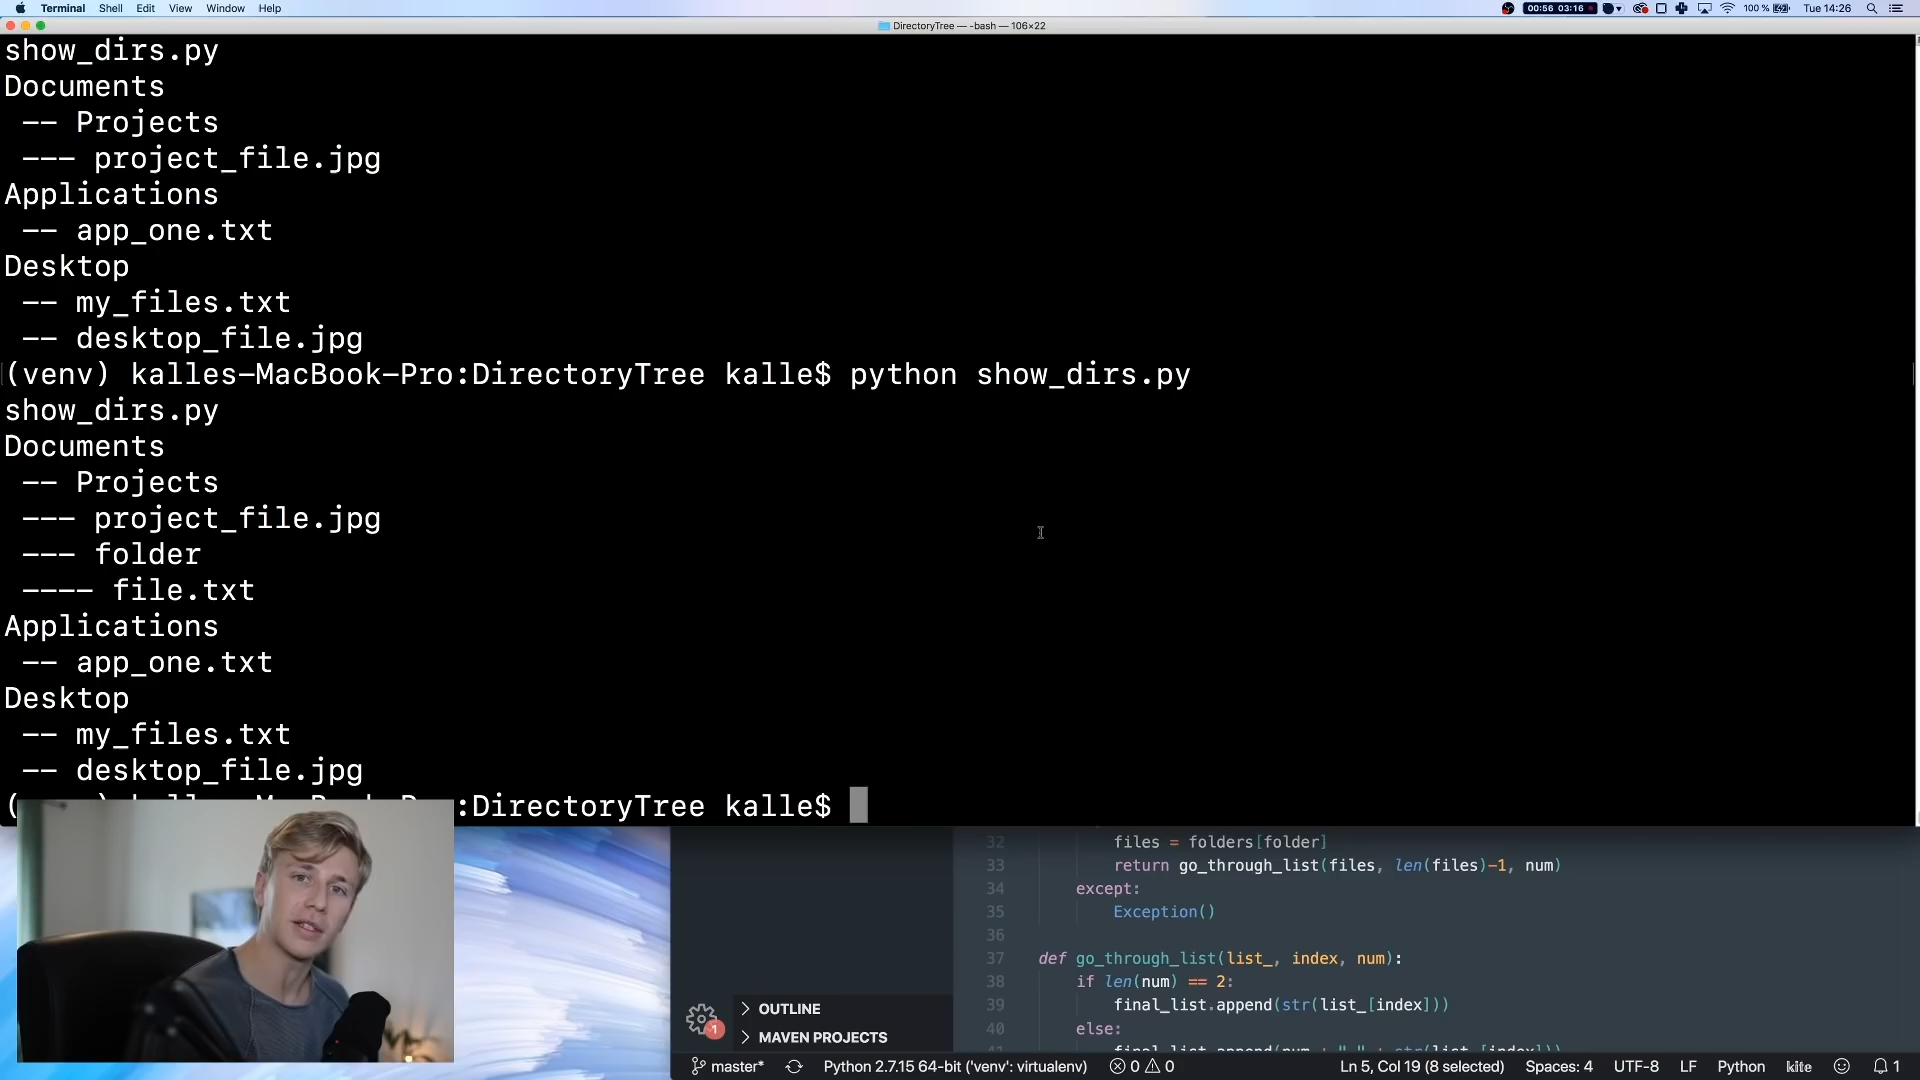 Terminal Shell Edit View Window Help
00:56 03:16 100 % Tue 14:26
DirectoryTree — -bash — 106×22
show_dirs.py
Documents
-- Projects
--- project_file.jpg
Applications
-- app_one.txt
Desktop
-- my_files.txt
-- desktop_file.jpg
(venv) kalles-MacBook-Pro:DirectoryTree kalle$ python show_dirs.py
show_dirs.py
Documents
-- Projects
--- project_file.jpg
--- folder
---- file.txt
Applications
-- app_one.txt
Desktop
-- my_files.txt
-- desktop_file.jpg
:DirectoryTree kalle$
32 files = folders[folder]
33 return go_through_list(files, len(files)-1, num)
34 except:
35 Exception()
36
37 def go_through_list(list_, index, num):
38 if len(num) == 2:
39 final_list.append(str(list_[index]))
40 else:
OUTLINE
MAVEN PROJECTS
1
master* Python 2.7.15 64-bit ('venv': virtualenv) 0 0 Ln 5, Col 19 (8 selected) Spaces: 4 UTF-8 LF Python kite 1